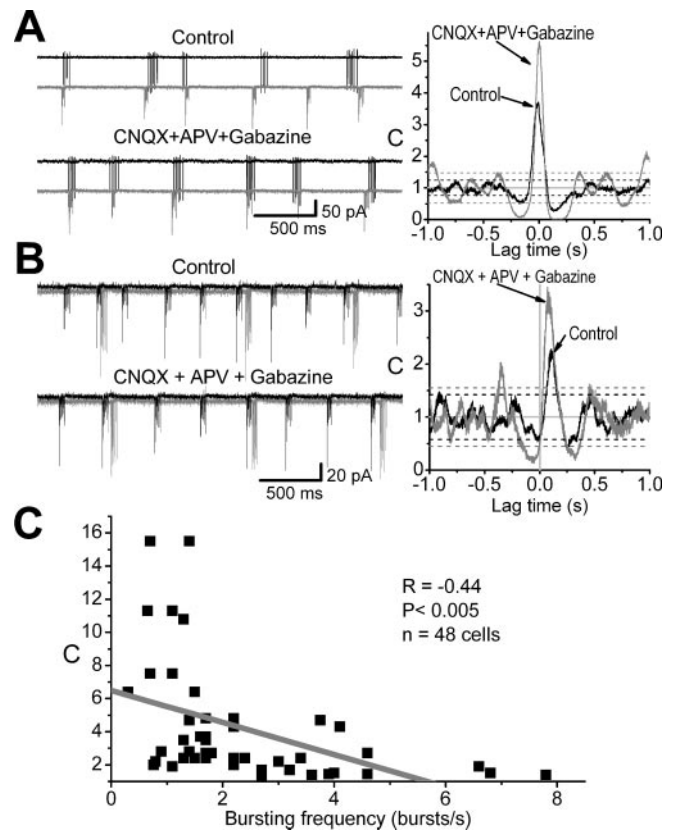 A
Control
CNQX+APV+Gabazine
50 pA
500 ms
CNQX+APV+Gabazine
Control
C
5
4
3
2
1
0
-1.0 -0.5 0.0 0.5 1.0
Lag time (s)
B
Control
CNQX + APV + Gabazine
20 pA
500 ms
CNQX + APV + Gabazine
Control
C
3
2
1
0
-1.0 -0.5 0.0 0.5 1.0
Lag time (s)
C
16
14
12
10
8
6
4
2
C
R = -0.44
P< 0.005
n = 48 cells
0 2 4 6 8
Bursting frequency (bursts/s)